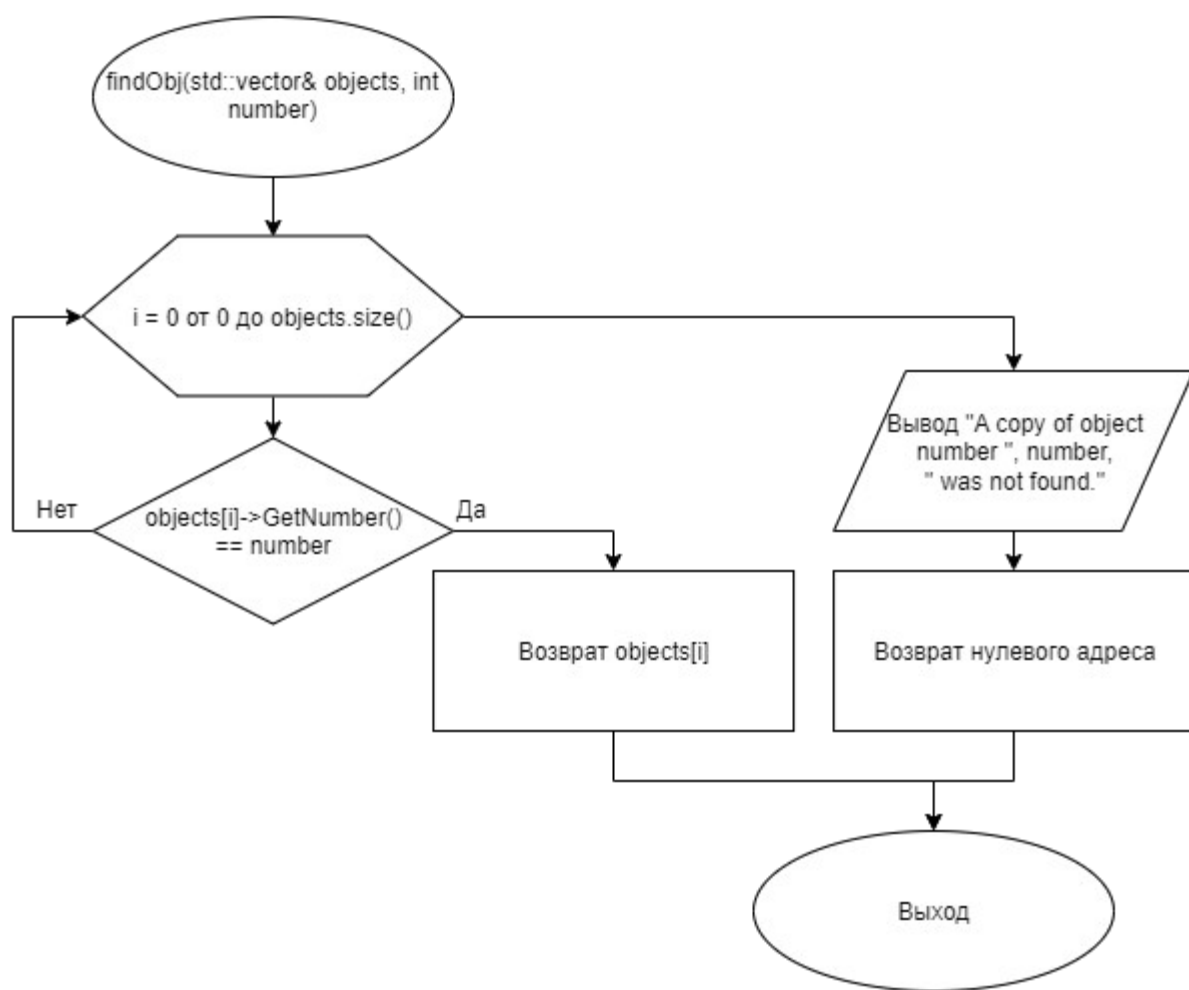 findObj(std::vector& objects, int
number)
i = 0 от 0 до objects.size()
Вывод "A copy of object
number ", number,
" was not found."
Нет
objects[i]->GetNumber()
== number
Да
Возврат objects[i]
Возврат нулевого адреса
Выход